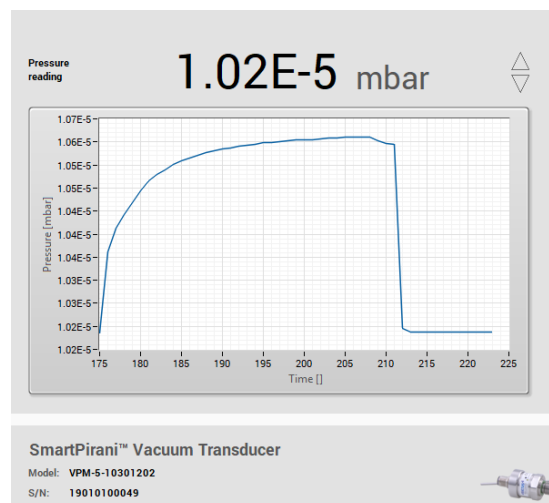 Pressure
reading
1.02E-5 mbar
1.07E-5
1.06E-5
1.05E-5
1.05E-5
1.04E-5
1.04E-5
1.04E-5
1.03E-5
1.03E-5
1.02E-5
1.02E-5
Pressure [mbar]
175 180 185 190 195 200 205 210 215 220 225
Time []
SmartPirani™ Vacuum Transducer
Model: VPM-5-10301202
S/N: 19010100049